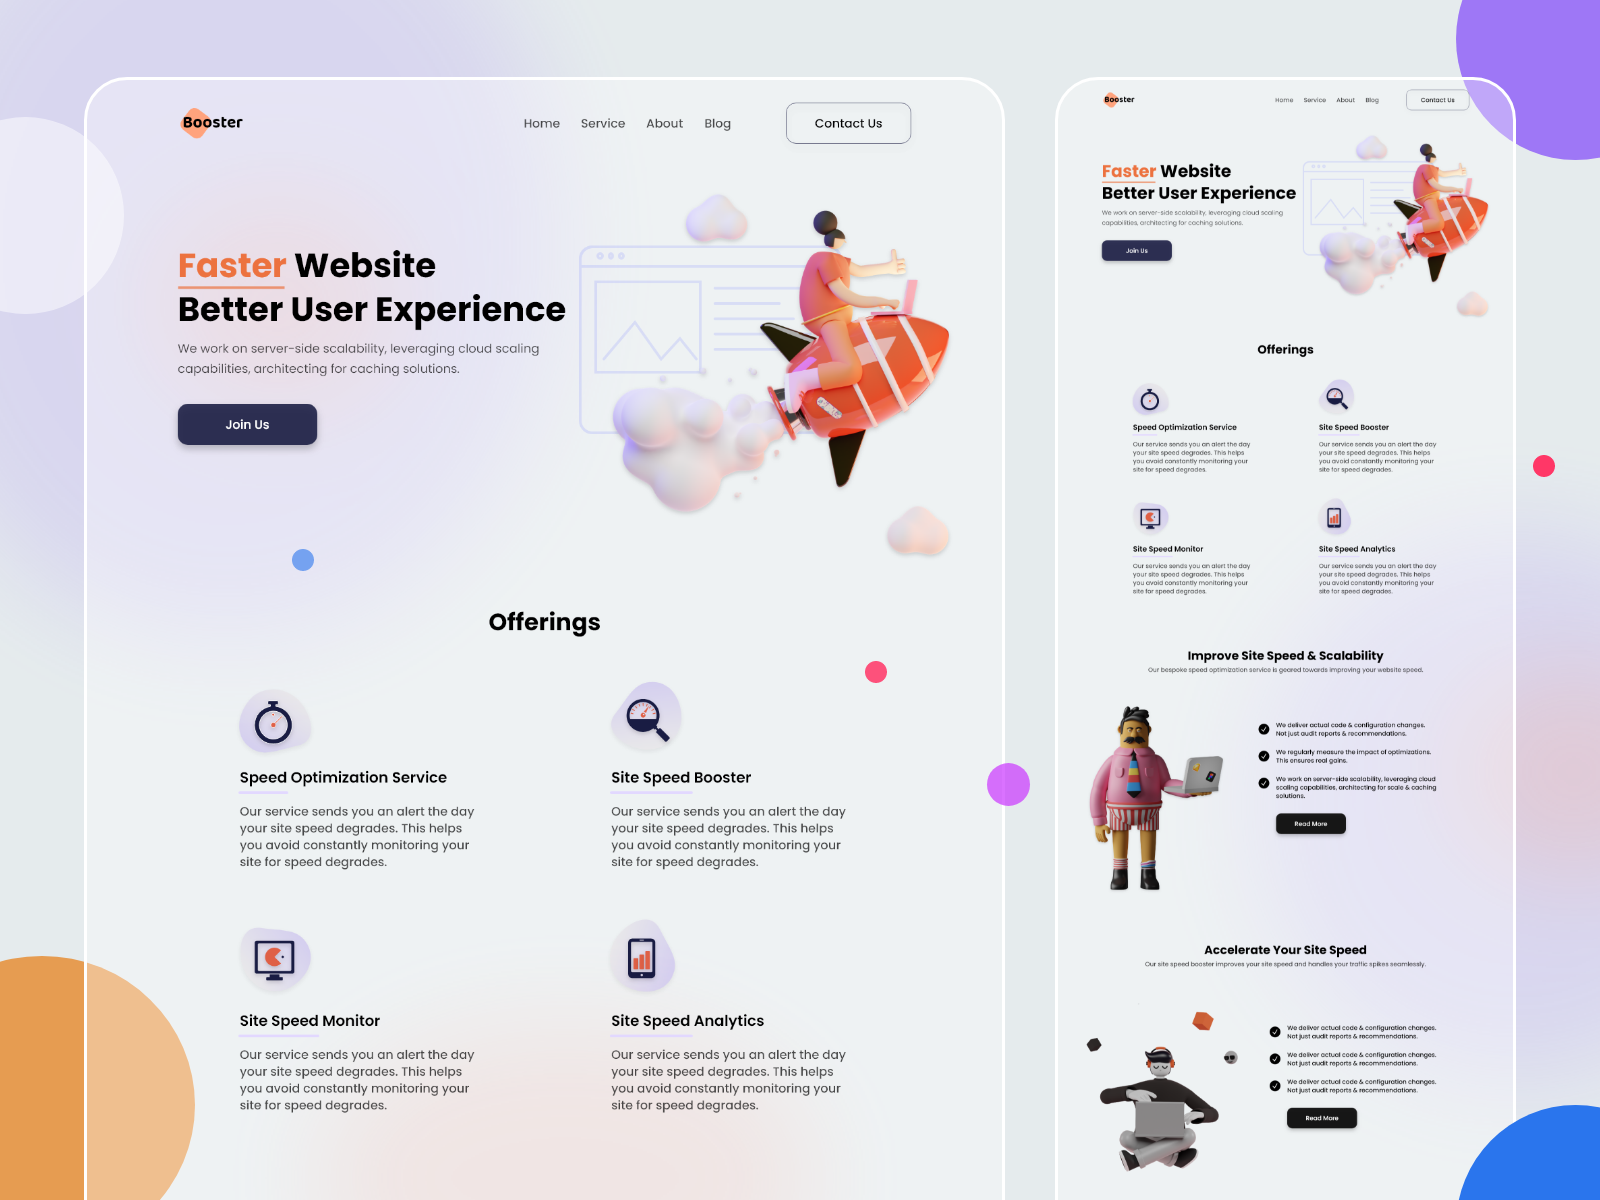 Booster
Home Service About Blog Contact Us
Faster Website
Better User Experience
We work on server-side scalability, leveraging cloud scaling
capabilities, architecting for caching solutions.
Join Us
Offerings
Speed Optimization Service
Our service sends you an alert the day
your site speed degrades. This helps
you avoid constantly monitoring your
site for speed degrades.
Site Speed Booster
Our service sends you an alert the day
your site speed degrades. This helps
you avoid constantly monitoring your
site for speed degrades.
Site Speed Monitor
Our service sends you an alert the day
your site speed degrades. This helps
you avoid constantly monitoring your
site for speed degrades.
Site Speed Analytics
Our service sends you an alert the day
your site speed degrades. This helps
you avoid constantly monitoring your
site for speed degrades.
Booster
Home Service About Blog Contact Us
Faster Website
Better User Experience
We work on server-side scalability, leveraging cloud scaling
capabilities, architecting for caching solutions.
Join Us
Offerings
Speed Optimization Service
Our service sends you an alert the day
your site speed degrades. This helps
you avoid constantly monitoring your
site for speed degrades.
Site Speed Booster
Our service sends you an alert the day
your site speed degrades. This helps
you avoid constantly monitoring your
site for speed degrades.
Site Speed Monitor
Our service sends you an alert the day
your site speed degrades. This helps
you avoid constantly monitoring your
site for speed degrades.
Site Speed Analytics
Our service sends you an alert the day
your site speed degrades. This helps
you avoid constantly monitoring your
site for speed degrades.
Improve Site Speed & Scalability
Our bespoke speed optimization service is geared towards improving your website speed.
We deliver actual code & configuration changes.
Not just audit reports & recommendations.
We regularly measure the impact of optimizations.
This ensures real gains.
We work on server-side scalability, leveraging cloud
scaling capabilities, architecting for scale & caching
solutions.
Read More
Accelerate Your Site Speed
Our site speed booster improves your site speed and handles your traffic spikes seamlessly.
We deliver actual code & configuration changes.
Not just audit reports & recommendations.
We deliver actual code & configuration changes.
Not just audit reports & recommendations.
We deliver actual code & configuration changes.
Not just audit reports & recommendations.
Read More